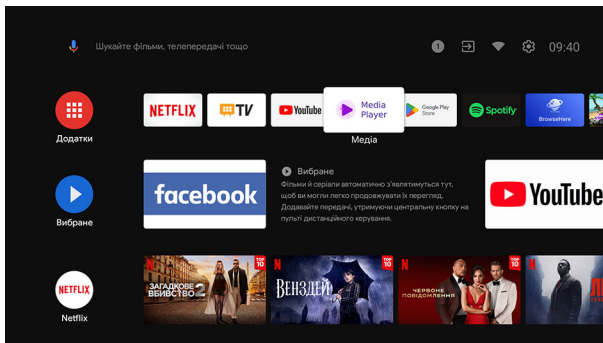 Шукайте фільми, телепередачі тощо
1
09:40
NETFLIX
TV
YouTube
Media
Player
Google Play
Store
Spotify
BrowseHere
Додатки
Медіа
facebook
Вибране
Фільми й серіали автоматично з'являтимуться тут,
щоб ви могли легко продовжувати їх перегляд.
Додавайте передачі, утримуючи центральну кнопку на
пульті дистанційного керування.
YouTube
Вибране
NETFLIX
Netflix
N
TOP
10
ЗАГАДКОВЕ
ВБИВСТВО 2
N
TOP
10
ВЕНЗДЕЙ
N
TOP
10
ЧЕРВОНЕ
ПОВІДОМЛЕННЯ
N